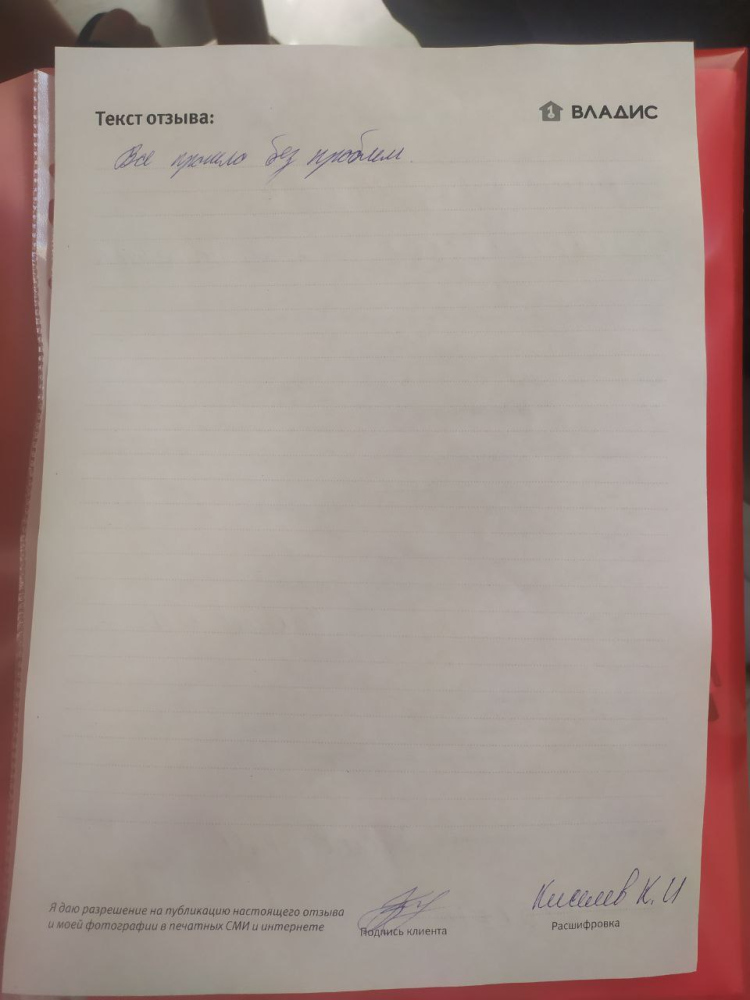 Текст отзыва:
ВЛАДИС
Все прошло без проблем.
Киселев К.И
Я даю разрешение на публикацию настоящего отзыва
и моей фотографии в печатных СМИ и интернете
Подпись клиента
Расшифровка